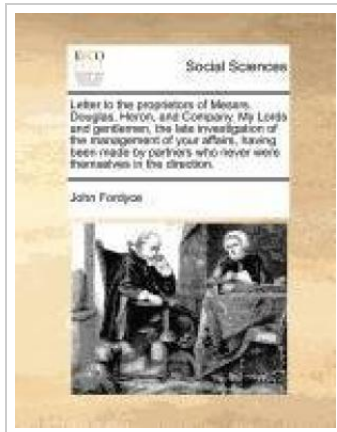 ECCO
Social Sciences
Letter to the proprietors of Messrs.
Douglas, Heron, and Company. My Lords
and gentlemen, the late investigation of
the management of your affairs, having
been made by partners who never were
themselves in the direction.
John Fordyce